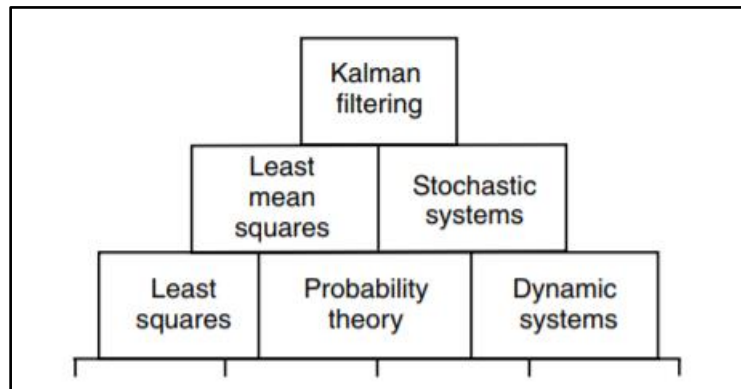 Kalman
filtering
Least
mean
squares
Stochastic
systems
Least
squares
Probability
theory
Dynamic
systems